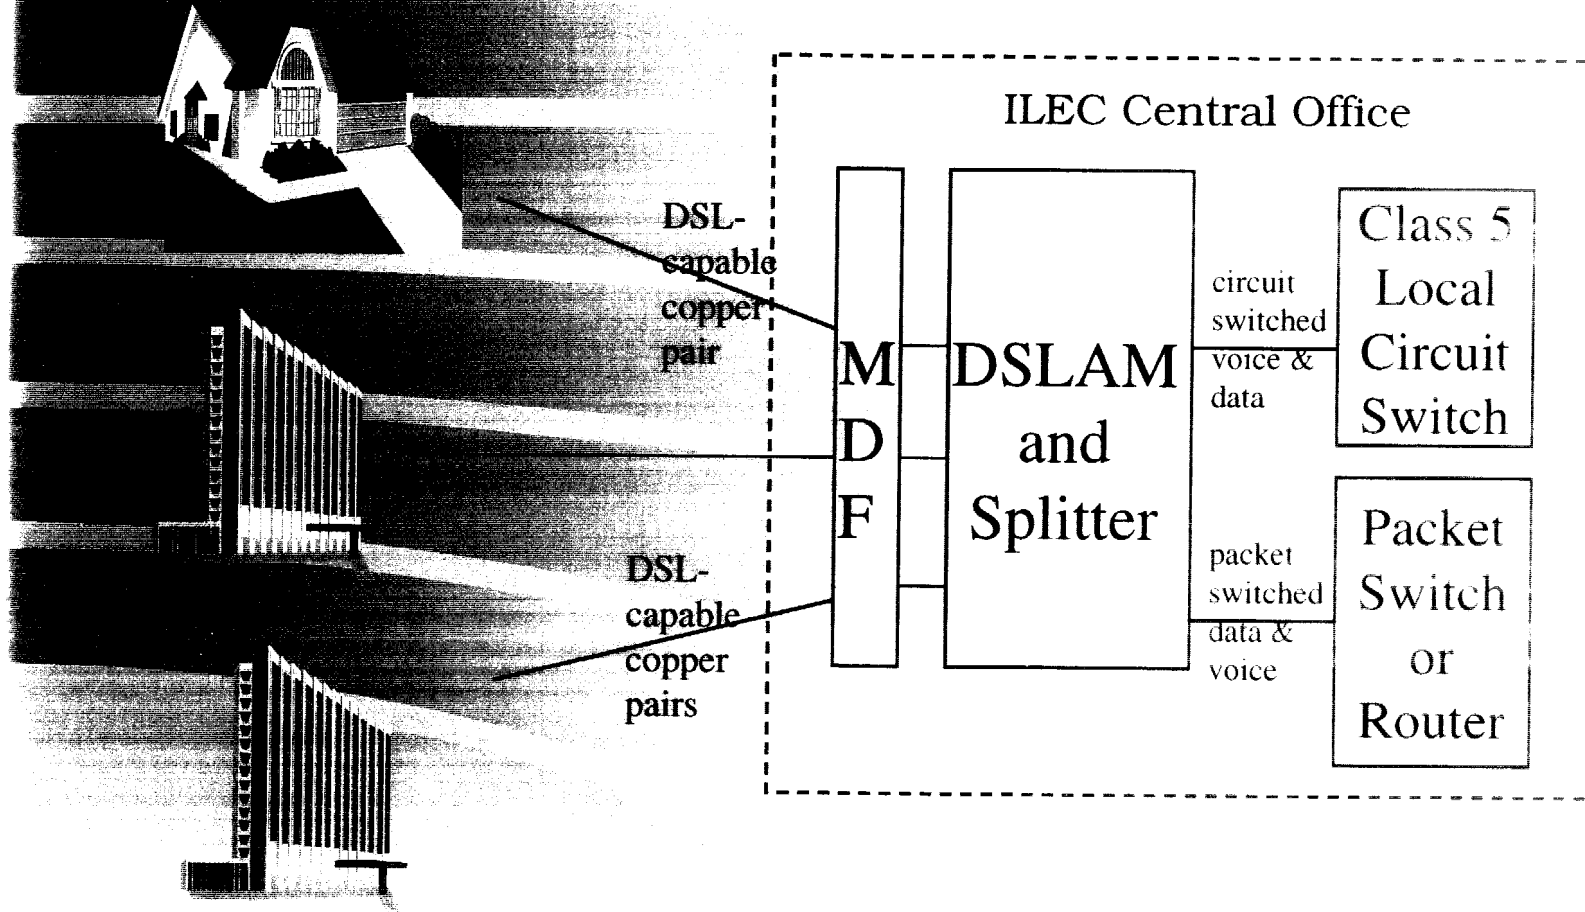 ILEC Central Office
DSL-
capable
copper
pair
DSL-
capable
copper
pairs
M
D
F
DSLAM
and
Splitter
circuit
switched
voice &
data
packet
switched
data &
voice
Class 5
Local
Circuit
Switch
Packet
Switch
or
Router